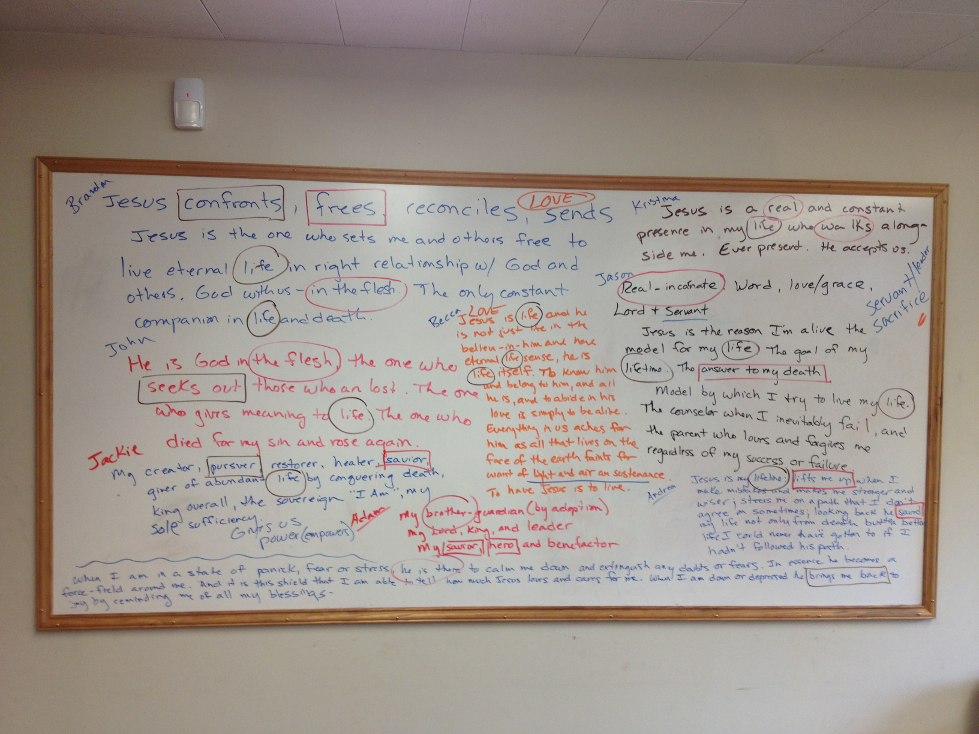 Brandon
Jesus confronts, frees, reconciles, sends
LOVE
Jesus is the one who sets me and others free to
live eternal life in right relationship w/ God and
others. God with us - in the flesh The only constant
companion in life and death.
John
He is God in the flesh, the one who
seeks out those who are lost. The one
who gives meaning to life. The one who
died for my sin and rose again.
Jackie
My creator, pursuer, restorer, healer, savior,
giver of abundant life by conquering death,
king over all, the sovereign "I Am", my
sole sufficiency.
Gives us
power (empowers)
Becca
LOVE
Jesus is life and he
is not just life in the
believe-in-him and have
eternal life sense, he is
life itself. To know him
and belong to him, and all
he is, and to abide in his
love is simply to be alive.
Everything in us aches for
him as all that lives on the
face of the earth faints for
want of light and air an sustenance.
To have Jesus is to live.
Adam
my brother-guardian (by adoption)
my Lord, king, and leader
my savior, hero and benefactor
Kristina
Jesus is a real and constant
presence in my life who walks along-
side me. Ever present. He accepts us.
Jason
Real-incarnate. Word, love/grace,
Lord + Servant
servant/leader
Sacrifice
Jesus is the reason I'm alive the
model for my life The goal of my
lifetime. The answer to my death
Model by which I try to live my life.
The counselor when I inevitably fail, and
the parent who loves and forgives me
regardless of my success or failure
Andrea
Jesus is my lifeline, lifts me up when I
make mistakes and makes me stronger and
wiser; steers me on a path that I don't
agree on sometimes; looking back he saved
my life not only from death but to a better
life I could never have gotten to if I
hadn't followed his path.
When I am in a state of panick, fear or stress, he is there to calm me down and extinguish any doubts or fears. In essence he becomes a
force-field around me. And it is this shield that I am able to tell how much Jesus loves and cares for me. When I am down or depressed he brings me back to
joy by reminding me of all my blessings-